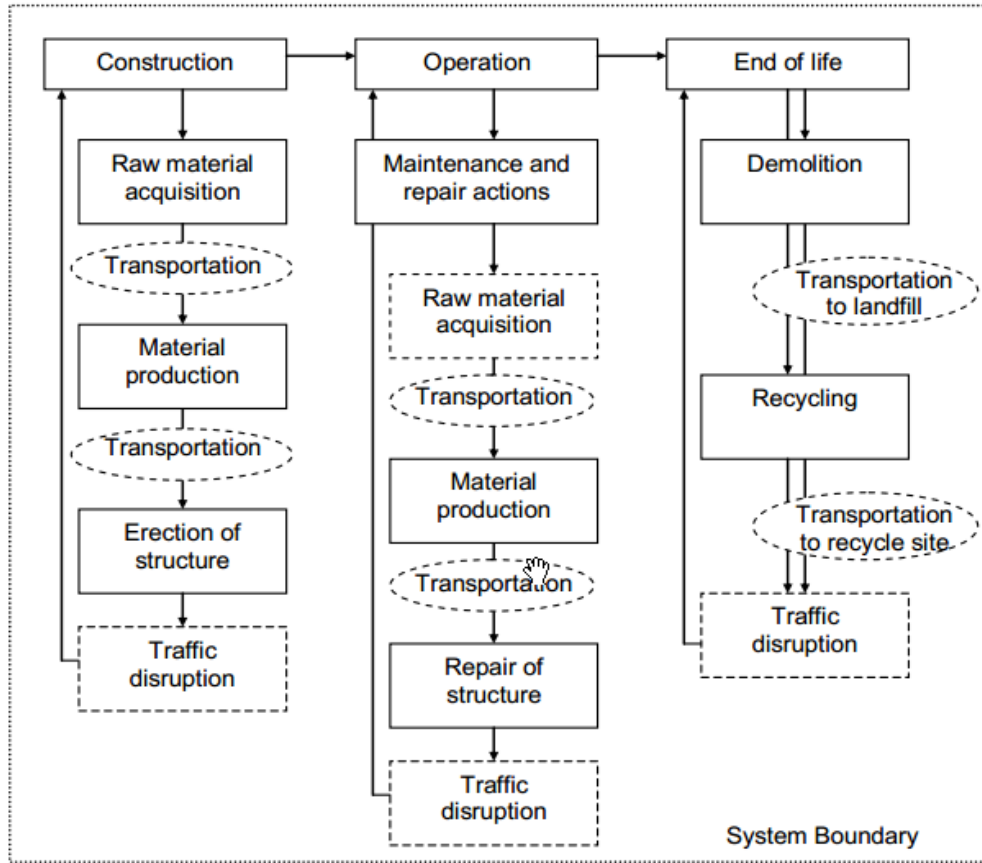 Construction
Operation
End of life
Raw material
acquisition
Transportation
Material
production
Transportation
Erection of
structure
Traffic
disruption
Maintenance and
repair actions
Raw material
acquisition
Transportation
Material
production
Transportation
Repair of
structure
Traffic
disruption
Demolition
Transportation
to landfill
Recycling
Transportation
to recycle site
Traffic
disruption
System Boundary